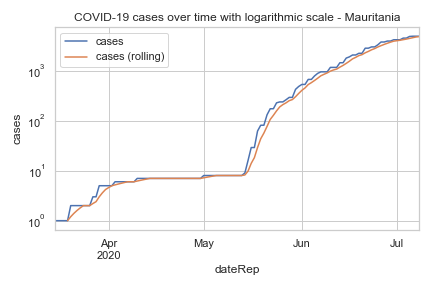 COVID-19 cases over time with logarithmic scale - Mauritania
cases
cases (rolling)
10³
10²
10¹
10⁰
cases
Apr
2020
May
Jun
Jul
dateRep